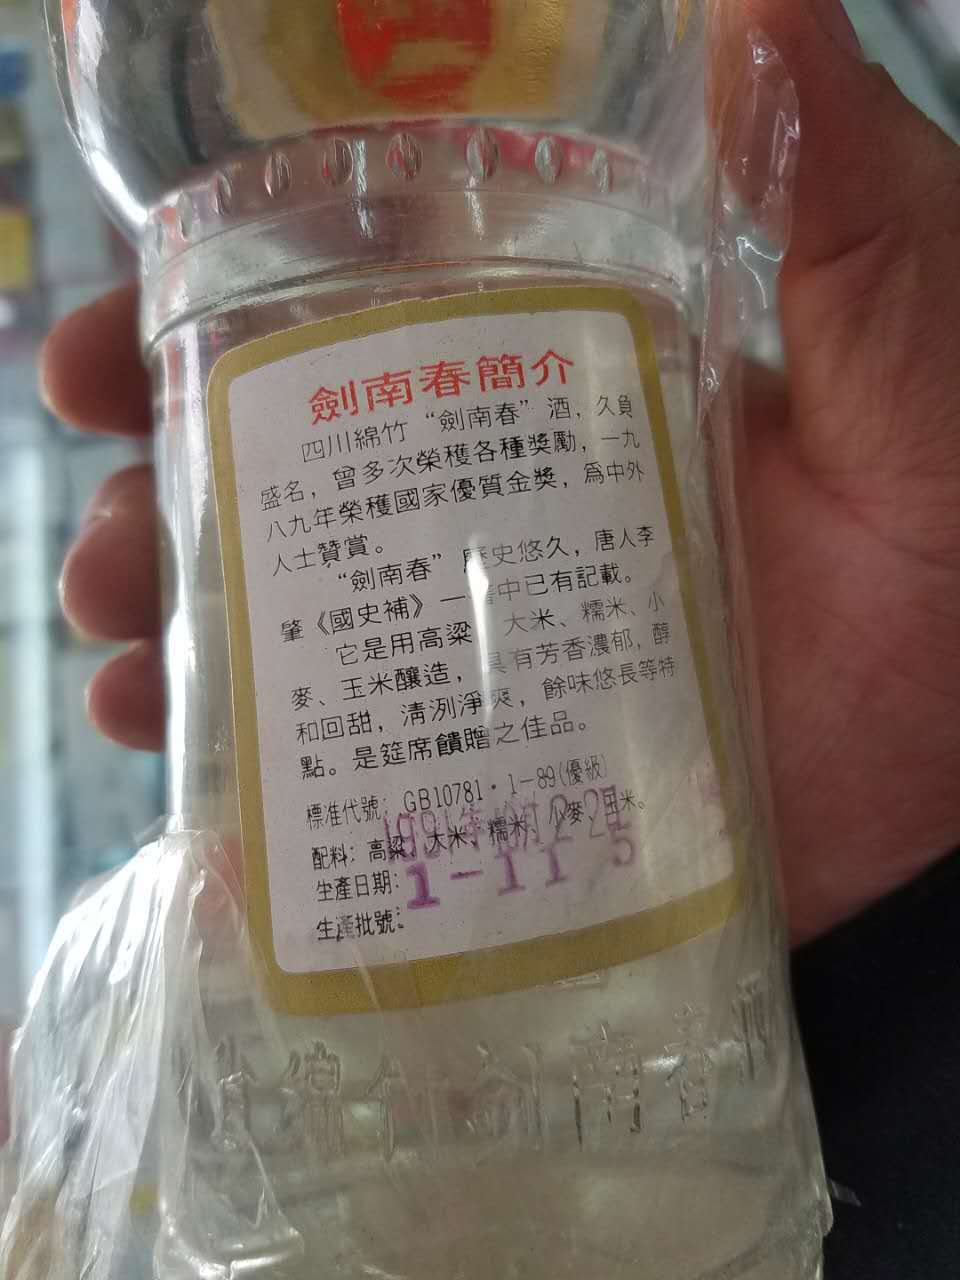 劍南春簡介
四川綿竹“劍南春”酒，久負
盛名，曾多次榮獲各種獎勵，一九
八九年榮獲國家優質金獎，爲中外
人士贊賞。
“劍南春”歷史悠久，唐人李
肇《國史補》一書中已有記載。
它是用高粱、大米、糯米、小
麥、玉米釀造，具有芳香濃郁，醇
和回甜，清洌淨爽，餘味悠長等特
點。是筵席饋贈之佳品。
標准代號：GB10781·1-89(優級)
配料：高粱、大米、糯米、小麥、玉米。
生產日期：
1-11 5
生產批號：
綿竹劍南春酒